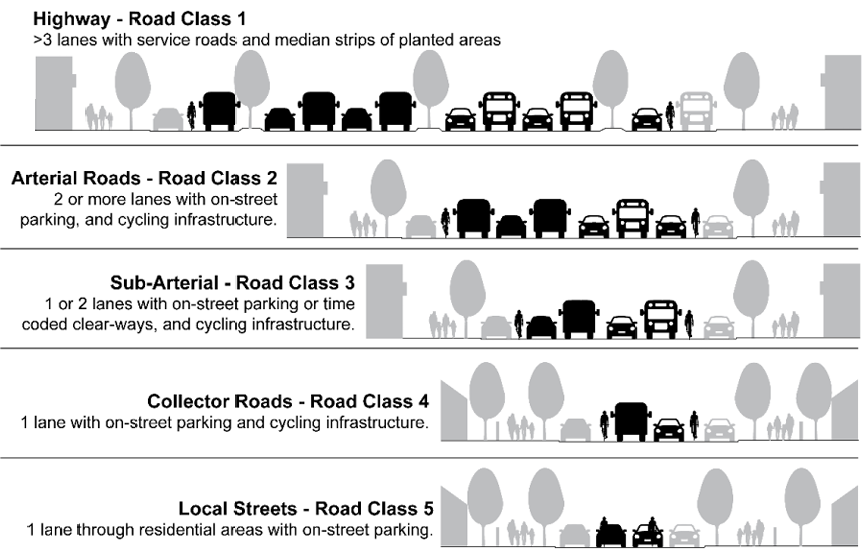 Highway - Road Class 1
>3 lanes with service roads and median strips of planted areas
Arterial Roads - Road Class 2
2 or more lanes with on-street
parking, and cycling infrastructure.
Sub-Arterial - Road Class 3
1 or 2 lanes with on-street parking or time
coded clear-ways, and cycling infrastructure.
Collector Roads - Road Class 4
1 lane with on-street parking and cycling infrastructure.
Local Streets - Road Class 5
1 lane through residential areas with on-street parking.